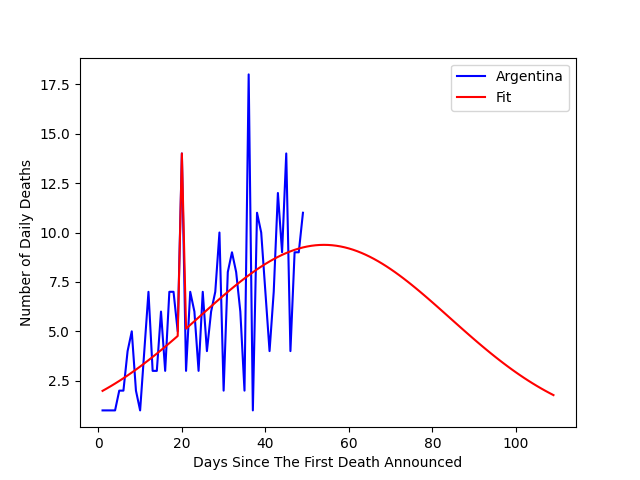 Argentina
Fit
17.5
15.0
12.5
10.0
7.5
5.0
2.5
Number of Daily Deaths
0 20 40 60 80 100
Days Since The First Death Announced